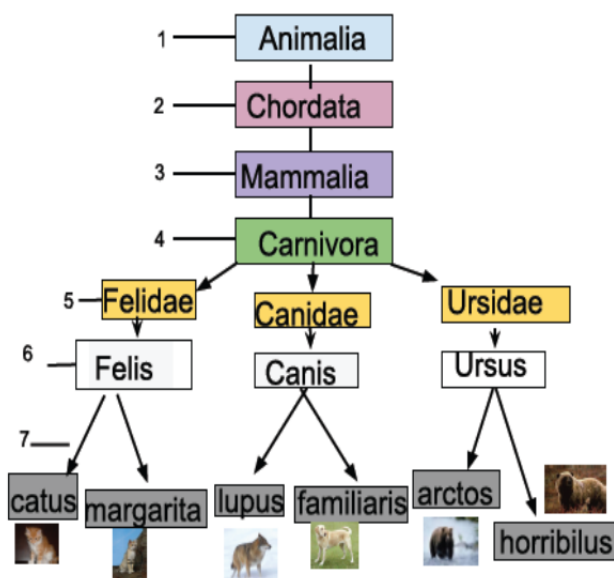 1 Animalia
2 Chordata
3 Mammalia
4 Carnivora
5 Felidae Canidae Ursidae
6 Felis Canis Ursus
7
catus margarita lupus familiaris arctos horribilus